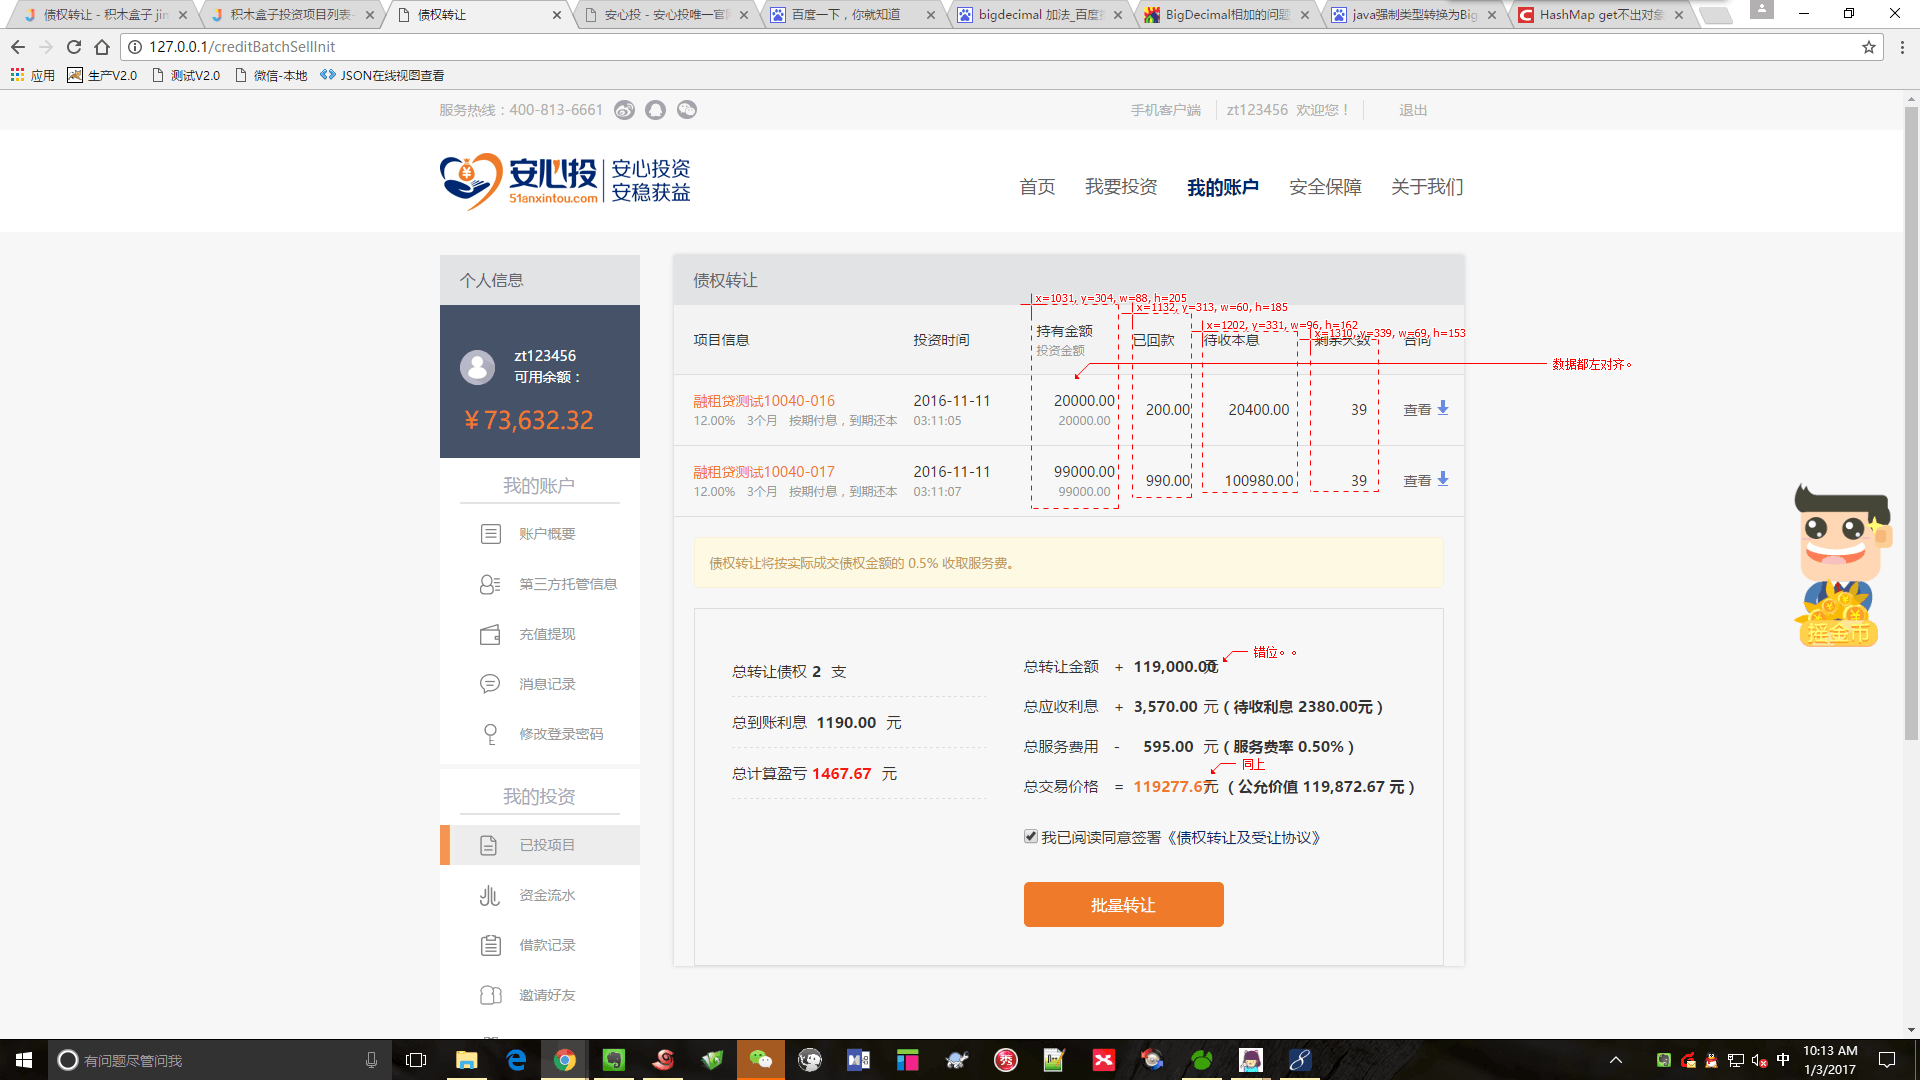 债权转让 - 积木盒子 jin
积木盒子投资项目列表-
债权转让
安心投 - 安心投唯一官
百度一下，你就知道
bigdecimal 加法_百度
BigDecimal相加的问题
java强制类型转换为Big
HashMap get不出对象
127.0.0.1/creditBatchSellInit
应用
生产V2.0
测试V2.0
微信-本地
JSON在线视图查看
服务热线：400-813-6661
手机客户端
zt123456 欢迎您！
退出
安心投
51anxintou.com
安心投资
安稳获益
首页
我要投资
我的账户
安全保障
关于我们
个人信息
zt123456
可用余额：
￥73,632.32
我的账户
账户概要
第三方托管信息
充值提现
消息记录
修改登录密码
我的投资
已投项目
资金流水
借款记录
邀请好友
债权转让
x=1031, y=304, w=88, h=205
x=1132, y=313, w=60, h=185
x=1202, y=331, w=96, h=162
x=1310, y=339, w=69, h=153
项目信息
投资时间
持有金额
投资金额
已回款
待收本息
剩余天数
合同
数据都左对齐。
融租贷测试10040-016
12.00% 3个月 按期付息，到期还本
2016-11-11
03:11:05
20000.00
20000.00
200.00
20400.00
39
查看
融租贷测试10040-017
12.00% 3个月 按期付息，到期还本
2016-11-11
03:11:07
99000.00
99000.00
990.00
100980.00
39
查看
债权转让将按实际成交债权金额的 0.5% 收取服务费。
总转让债权 2 支
总到账利息 1190.00 元
总计算盈亏 1467.67 元
总转让金额 + 119,000.00元
错位。。
总应收利息 + 3,570.00 元 ( 待收利息 2380.00元 )
总服务费用 - 595.00 元 ( 服务费率 0.50% )
同上
总交易价格 = 119277.67元 ( 公允价值 119,872.67 元 )
我已阅读同意签署《债权转让及受让协议》
批量转让
摇金币
有问题尽管问我
秀
中
10:13 AM
1/3/2017